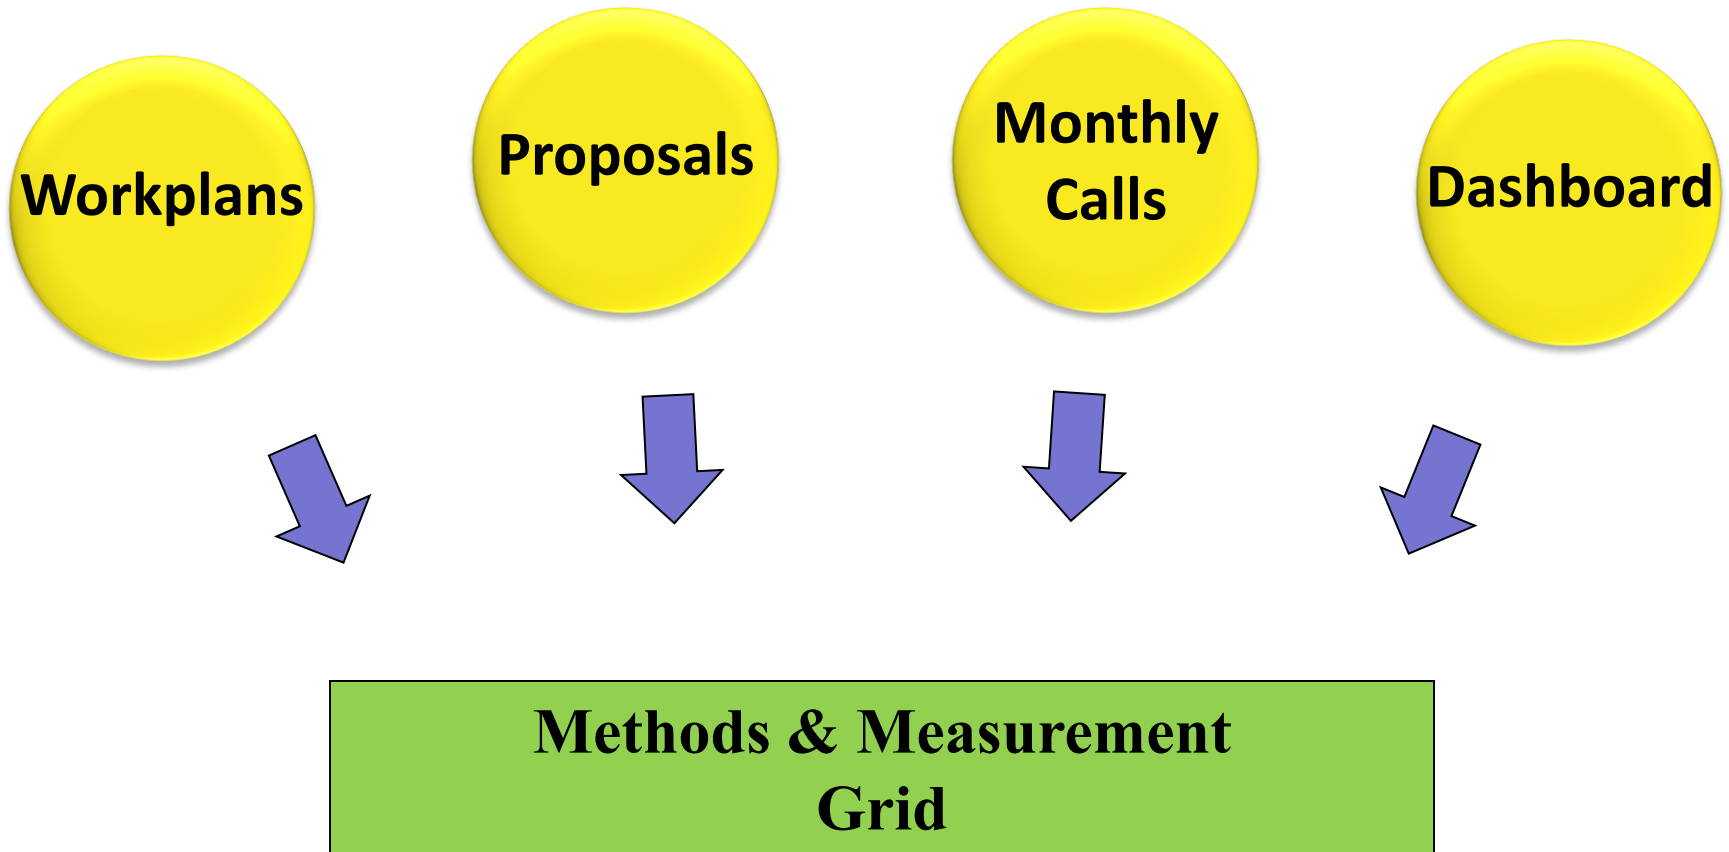 Workplans
Proposals
Monthly
Calls
Dashboard
Methods & Measurement
Grid